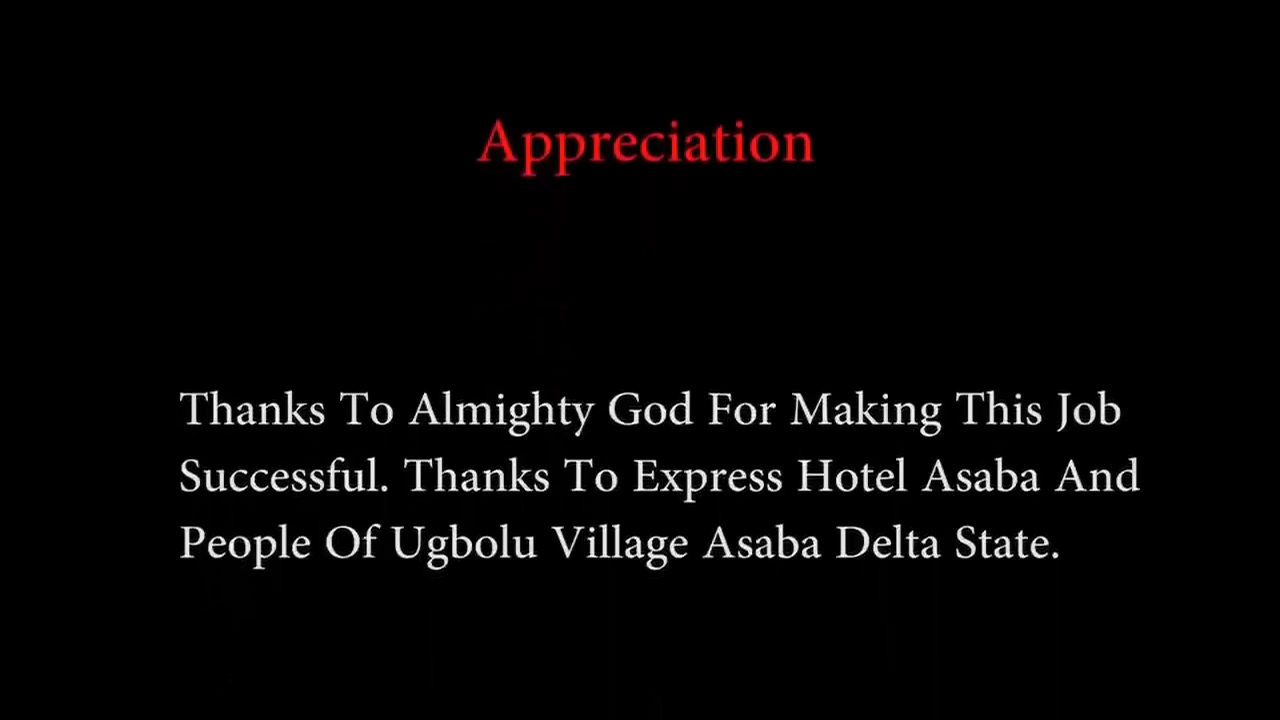 Appreciation
Thanks To Almighty God For Making This Job
Successful. Thanks To Express Hotel Asaba And
People Of Ugbolu Village Asaba Delta State.